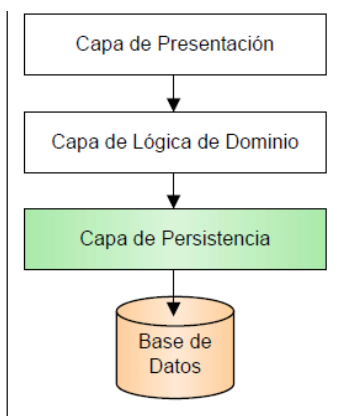 Capa de Presentación
Capa de Lógica de Dominio
Capa de Persistencia
Base de
Datos